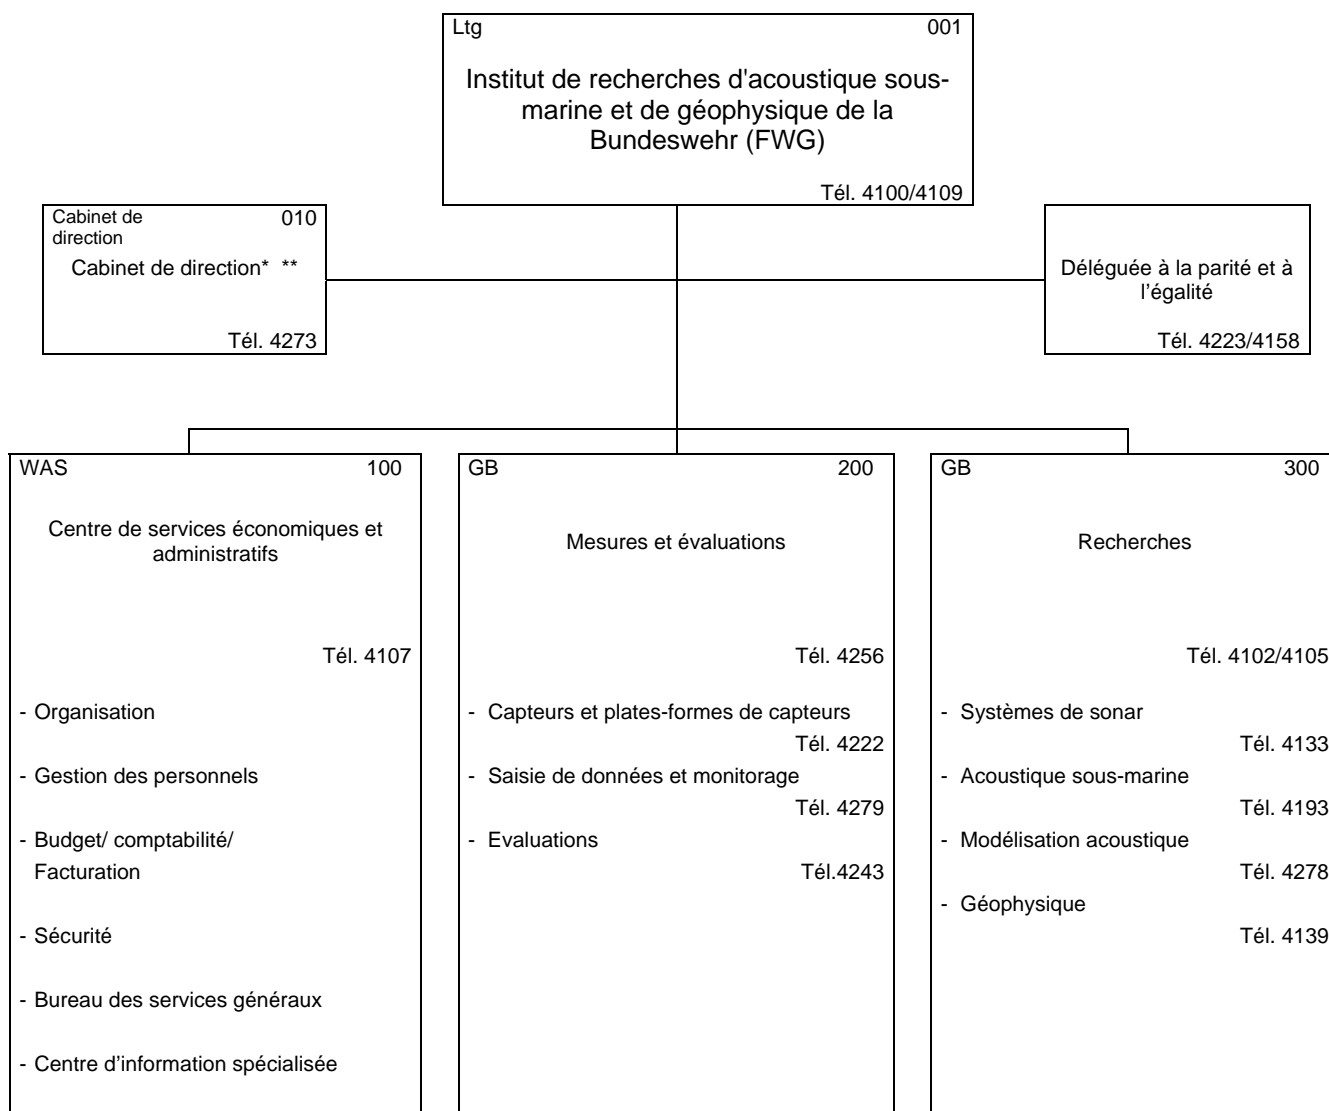 Ltg 001
Institut de recherches d'acoustique sous-
marine et de géophysique de la
Bundeswehr (FWG)
Tél. 4100/4109
Cabinet de 010
direction
Cabinet de direction* **
Tél. 4273
Déléguée à la parité et à
l’égalité
Tél. 4223/4158
WAS 100
Centre de services économiques et
administratifs
Tél. 4107
- Organisation
- Gestion des personnels
- Budget/ comptabilité/
Facturation
- Sécurité
- Bureau des services généraux
- Centre d’information spécialisée
GB 200
Mesures et évaluations
Tél. 4256
- Capteurs et plates-formes de capteurs
Tél. 4222
- Saisie de données et monitorage
Tél. 4279
- Evaluations
Tél.4243
GB 300
Recherches
Tél. 4102/4105
- Systèmes de sonar
Tél. 4133
- Acoustique sous-marine
Tél. 4193
- Modélisation acoustique
Tél. 4278
- Géophysique
Tél. 4139